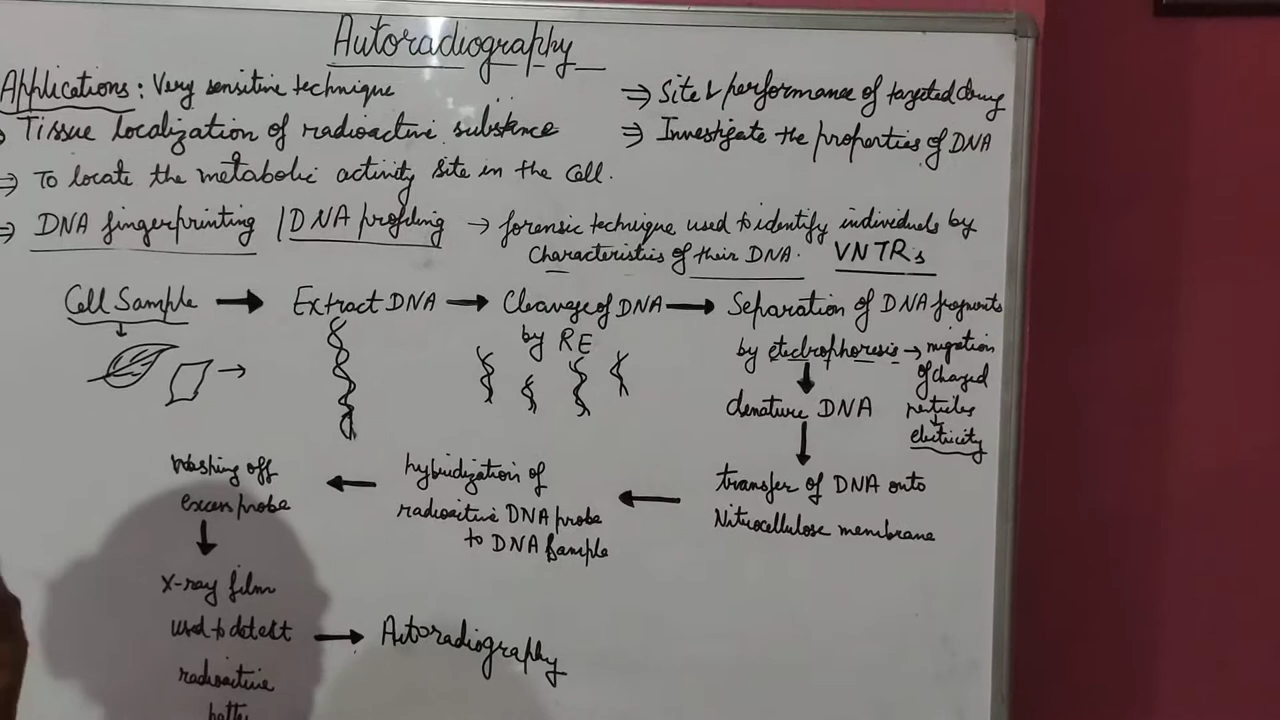 Autoradiography
Applications: Very sensitive technique
⇒ Site & performance of targeted drug
Tissue localization of radioactive substance
⇒ Investigate the properties of DNA
⇒ To locate the metabolic activity site in the cell.
⇒ DNA fingerprinting / DNA profiling → forensic technique used to identify individuals by
characteristics of their DNA. VNTRs
Cell Sample → Extract DNA → Cleavage of DNA → Separation of DNA fragments
by RE
by electrophoresis → migration
of charged
particles
electricity
denature DNA
transfer of DNA onto
Nitrocellulose membrane
hybridization of
radioactive DNA probe
to DNA sample
Washing off
excess probe
X-ray film
used to detect
radioactive
→ Autoradiography